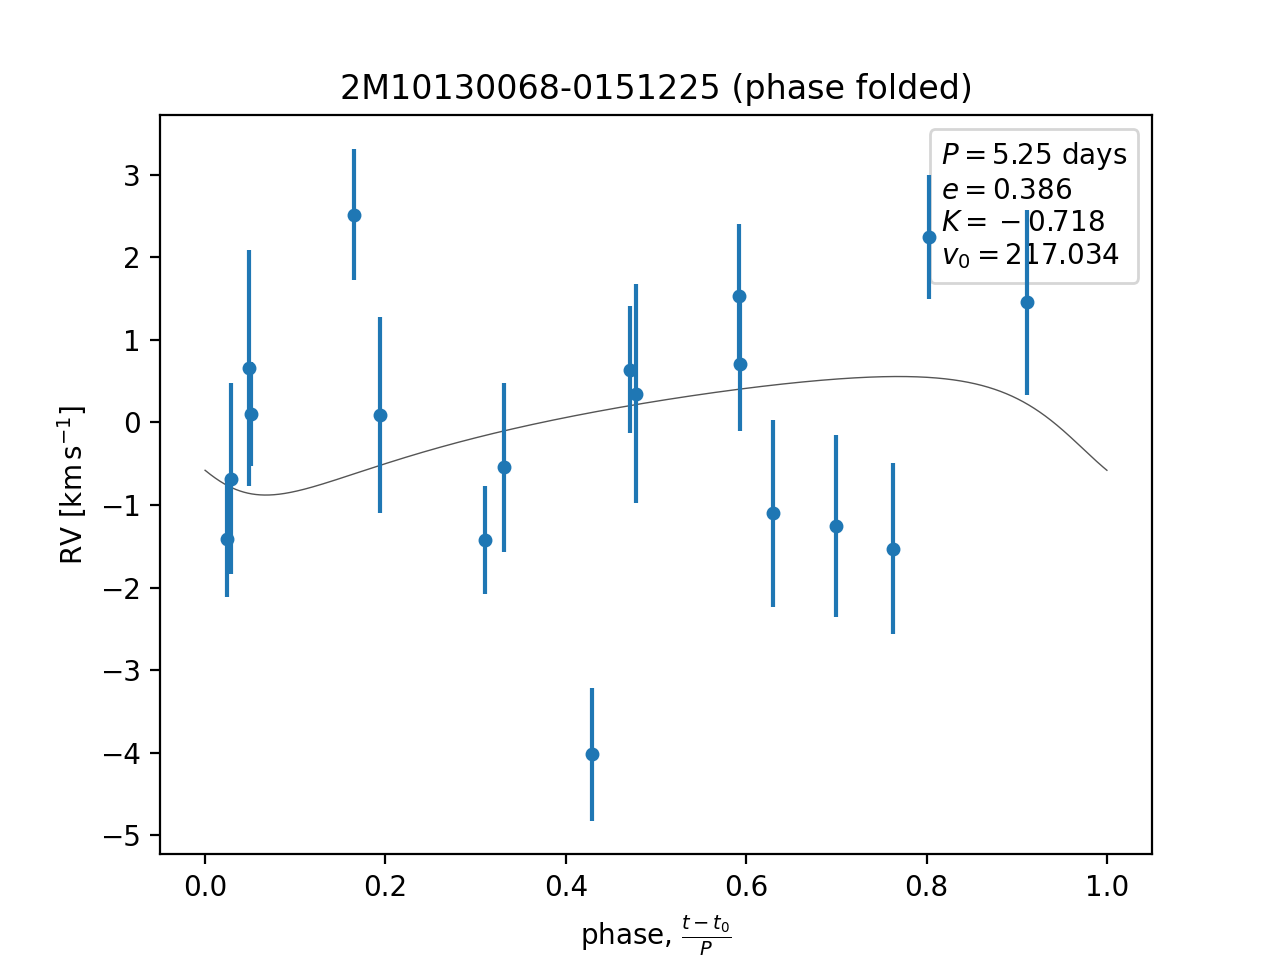 2M10130068-0151225 (phase folded)
P = 5.25 days
e = 0.386
K = −0.718
v₀ = 217.034
3
2
1
0
−1
−2
−3
−4
−5
RV [km s⁻¹]
0.0 0.2 0.4 0.6 0.8 1.0
phase, (t − t₀)/P